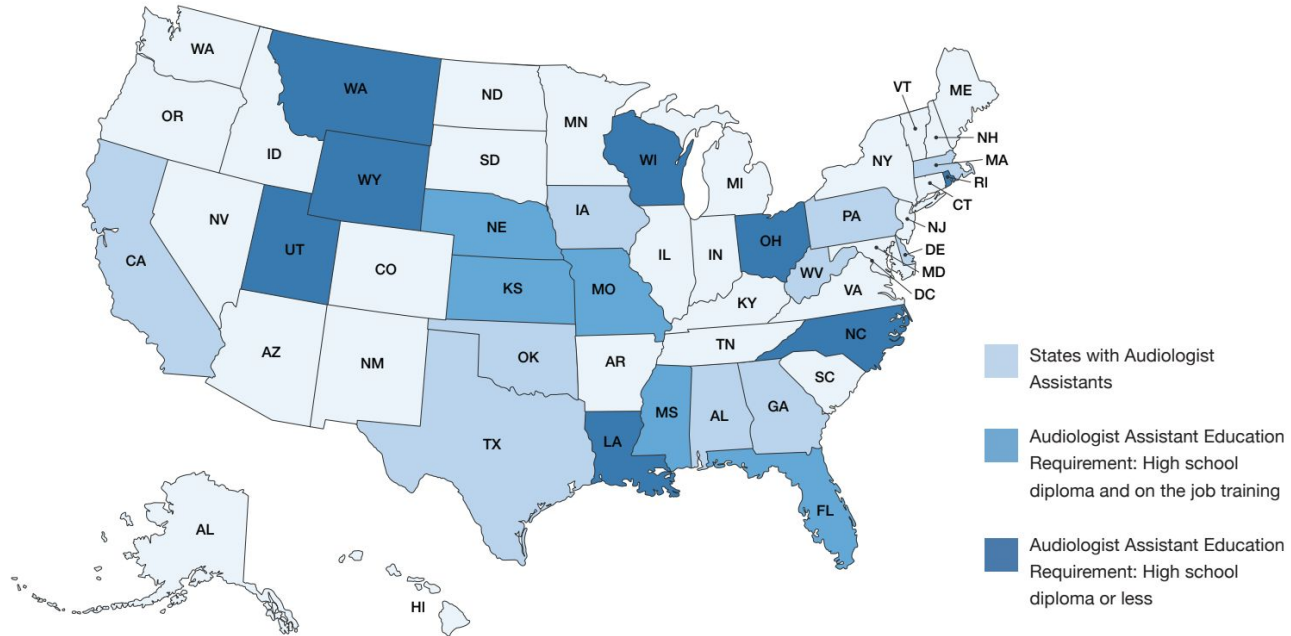 WA
WA
ND
MN
VT
ME
OR
ID
SD
WI
NY
NH
MA
RI
WY
MI
CT
NV
NE
IA
PA
NJ
CA
UT
CO
IL
IN
OH
WV
DE
MD
KS
MO
VA
DC
KY
AZ
NM
OK
AR
TN
NC
SC
TX
LA
MS
AL
GA
FL
AL
HI
States with Audiologist
Assistants
Audiologist Assistant Education
Requirement: High school
diploma and on the job training
Audiologist Assistant Education
Requirement: High school
diploma or less